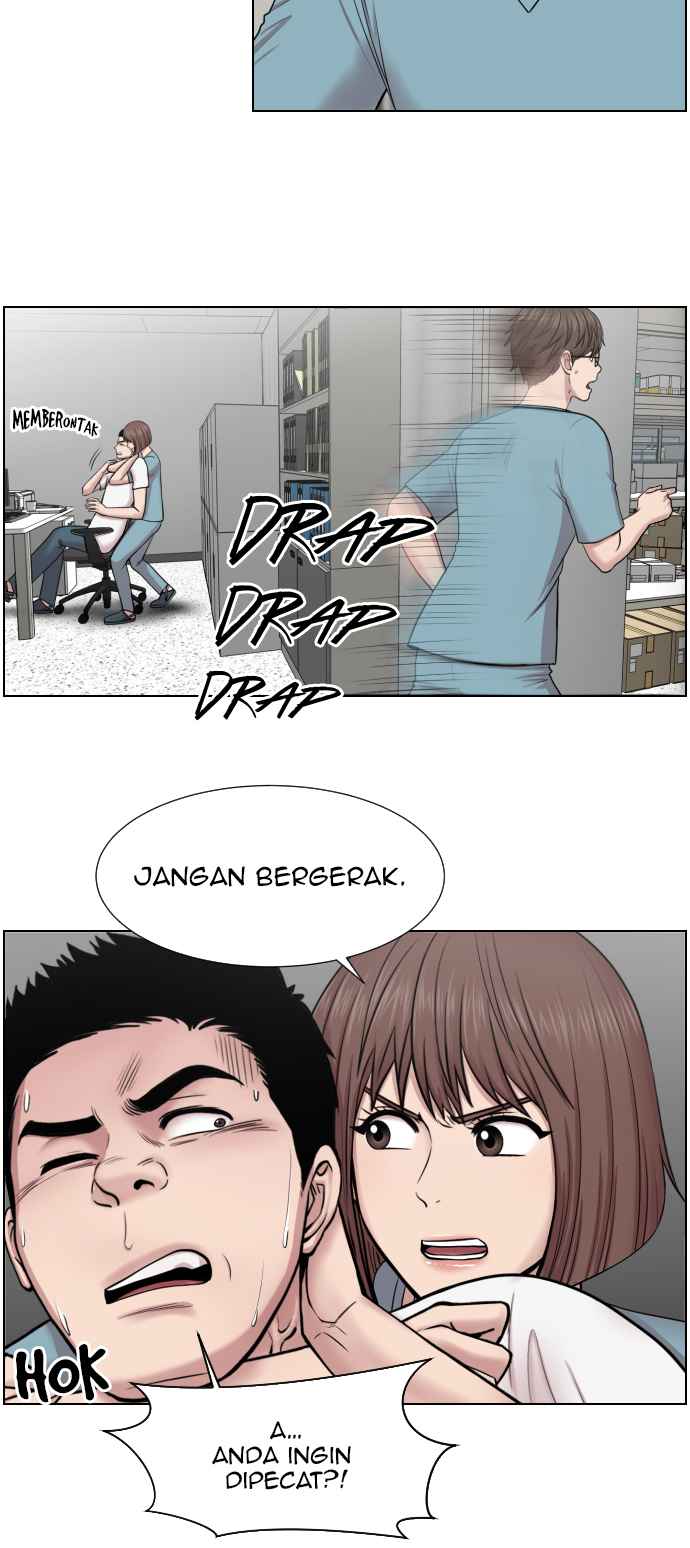 MEMBERONTAK
DRAP
DRAP
DRAP
JANGAN BERGERAK.
HOK
A...
ANDA INGIN
DIPECAT?!